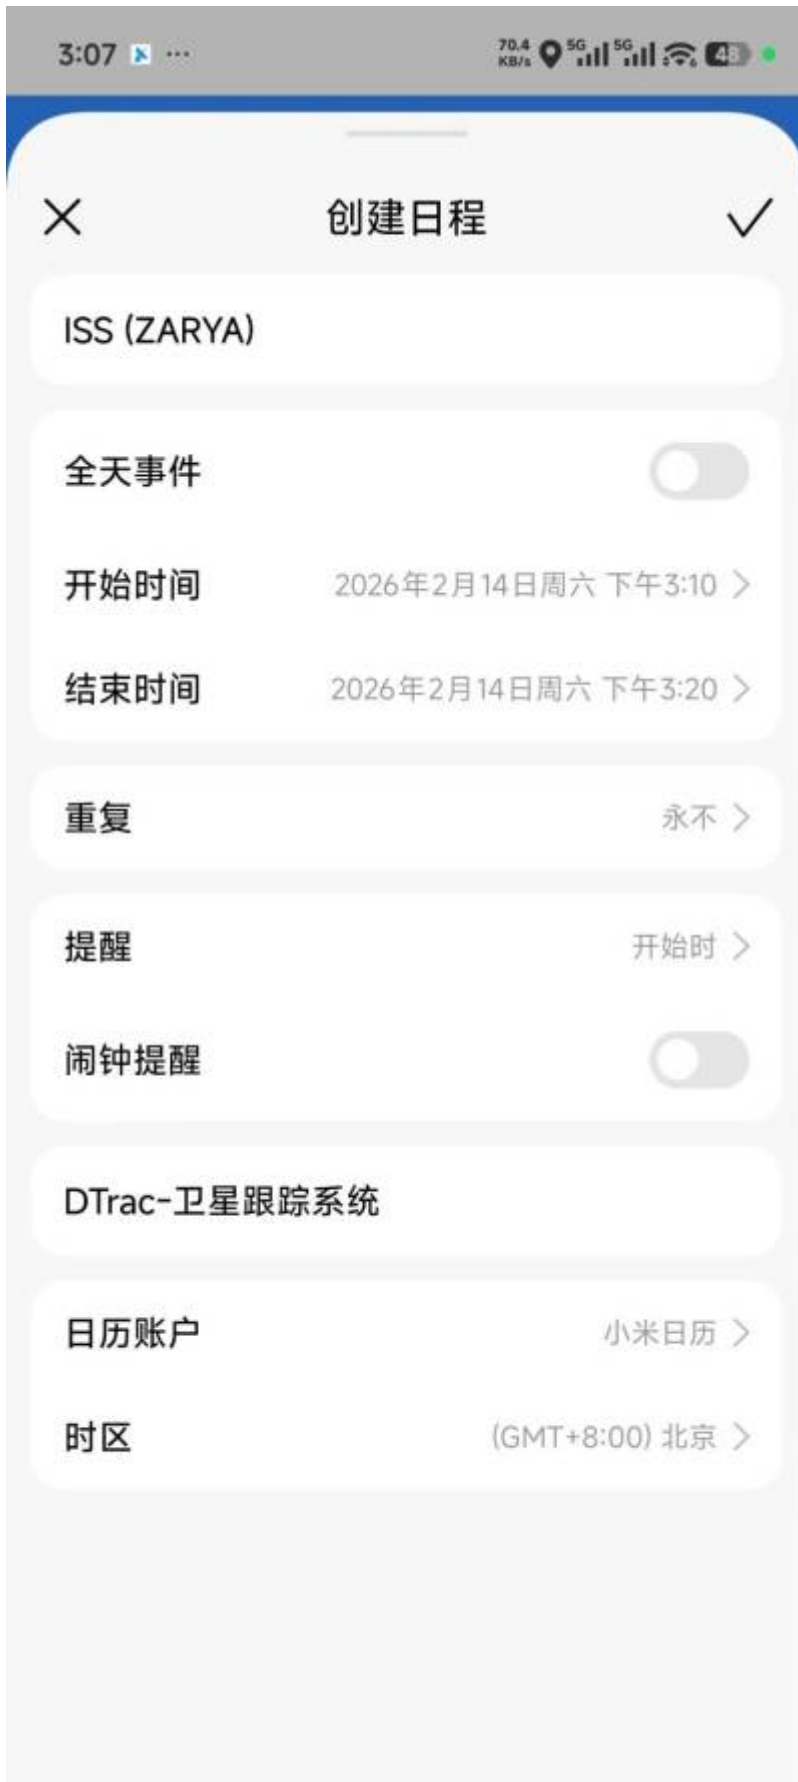 3:07 ...
70.4
KB/s 5G 5G 48
创建日程
ISS (ZARYA)
全天事件
开始时间 2026年2月14日周六 下午3:10
结束时间 2026年2月14日周六 下午3:20
重复 永不
提醒 开始时
闹钟提醒
DTrac-卫星跟踪系统
日历账户 小米日历
时区 (GMT+8:00) 北京